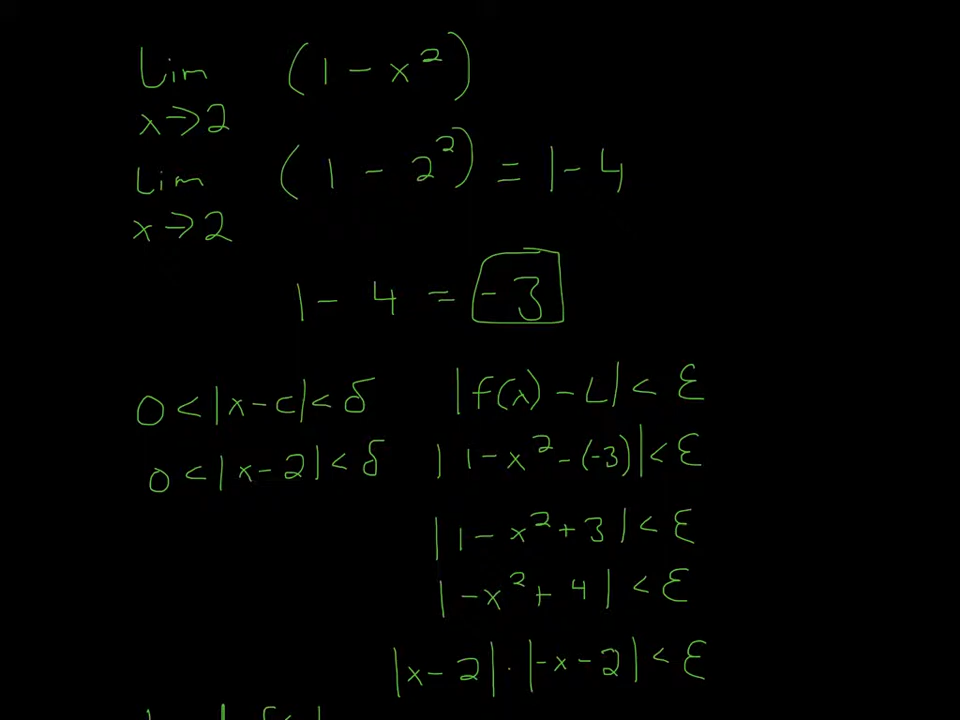 Lim (1 - x²)
x→2
Lim (1 - 2²) = 1 - 4
x→2
1 - 4 = -3
0 < |x - c| < δ |f(x) - L| < ε
0 < |x - 2| < δ |1 - x² - (-3)| < ε
|1 - x² + 3| < ε
|-x² + 4| < ε
|x - 2| · |-x - 2| < ε